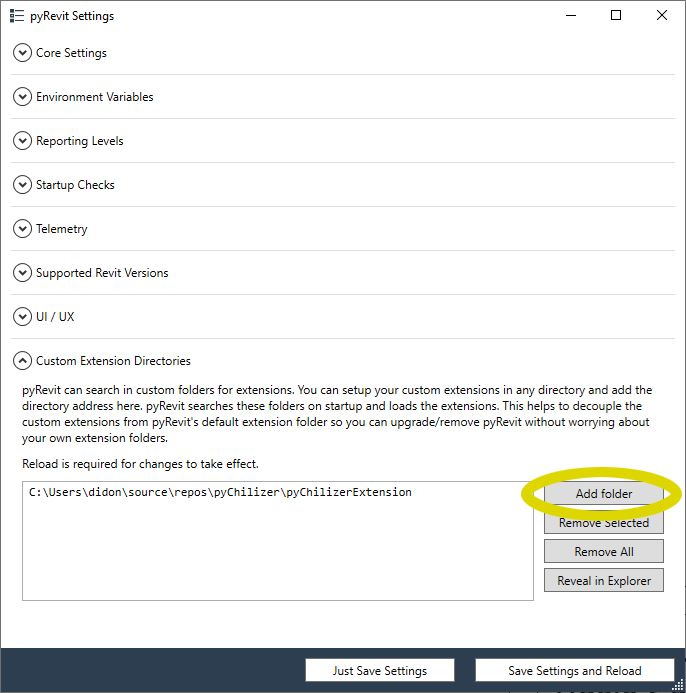 pyRevit Settings
Core Settings
Environment Variables
Reporting Levels
Startup Checks
Telemetry
Supported Revit Versions
UI / UX
Custom Extension Directories
pyRevit can search in custom folders for extensions. You can setup your custom extensions in any directory and add the
directory address here. pyRevit searches these folders on startup and loads the extensions. This helps to decouple the
custom extensions from pyRevit's default extension folder so you can upgrade/remove pyRevit without worrying about
your own extension folders.
Reload is required for changes to take effect.
C:\Users\didon\source\repos\pyChilizer\pyChilizerExtension
Add folder
Remove Selected
Remove All
Reveal in Explorer
Just Save Settings
Save Settings and Reload